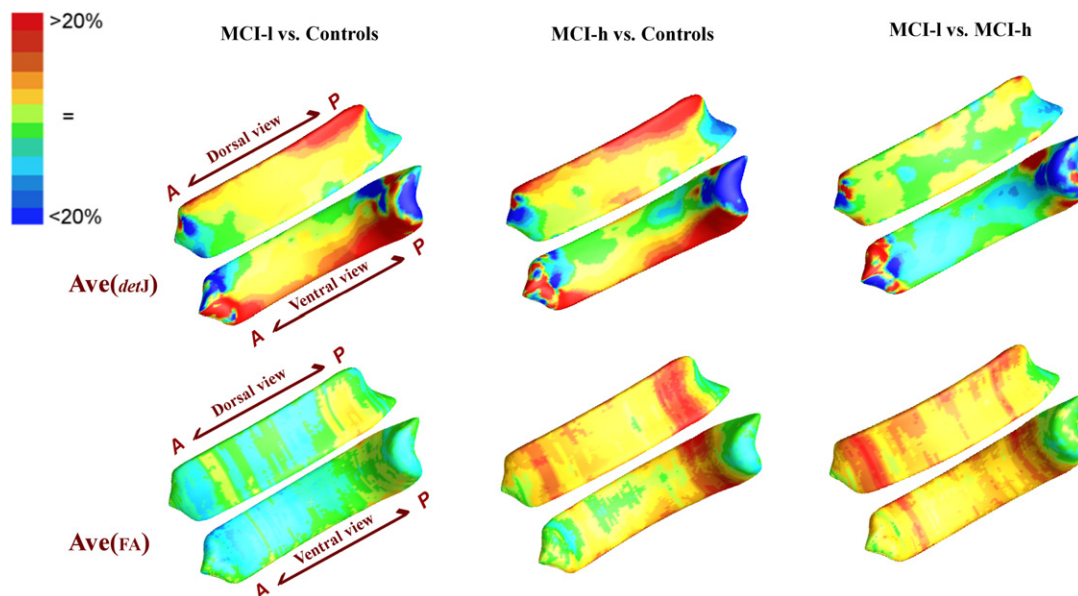 >20%
=
<20%
MCI-l vs. Controls
MCI-h vs. Controls
MCI-l vs. MCI-h
A
Dorsal view
P
Ave(detJ)
A
Ventral view
P
A
Dorsal view
P
Ave(FA)
A
Ventral view
P